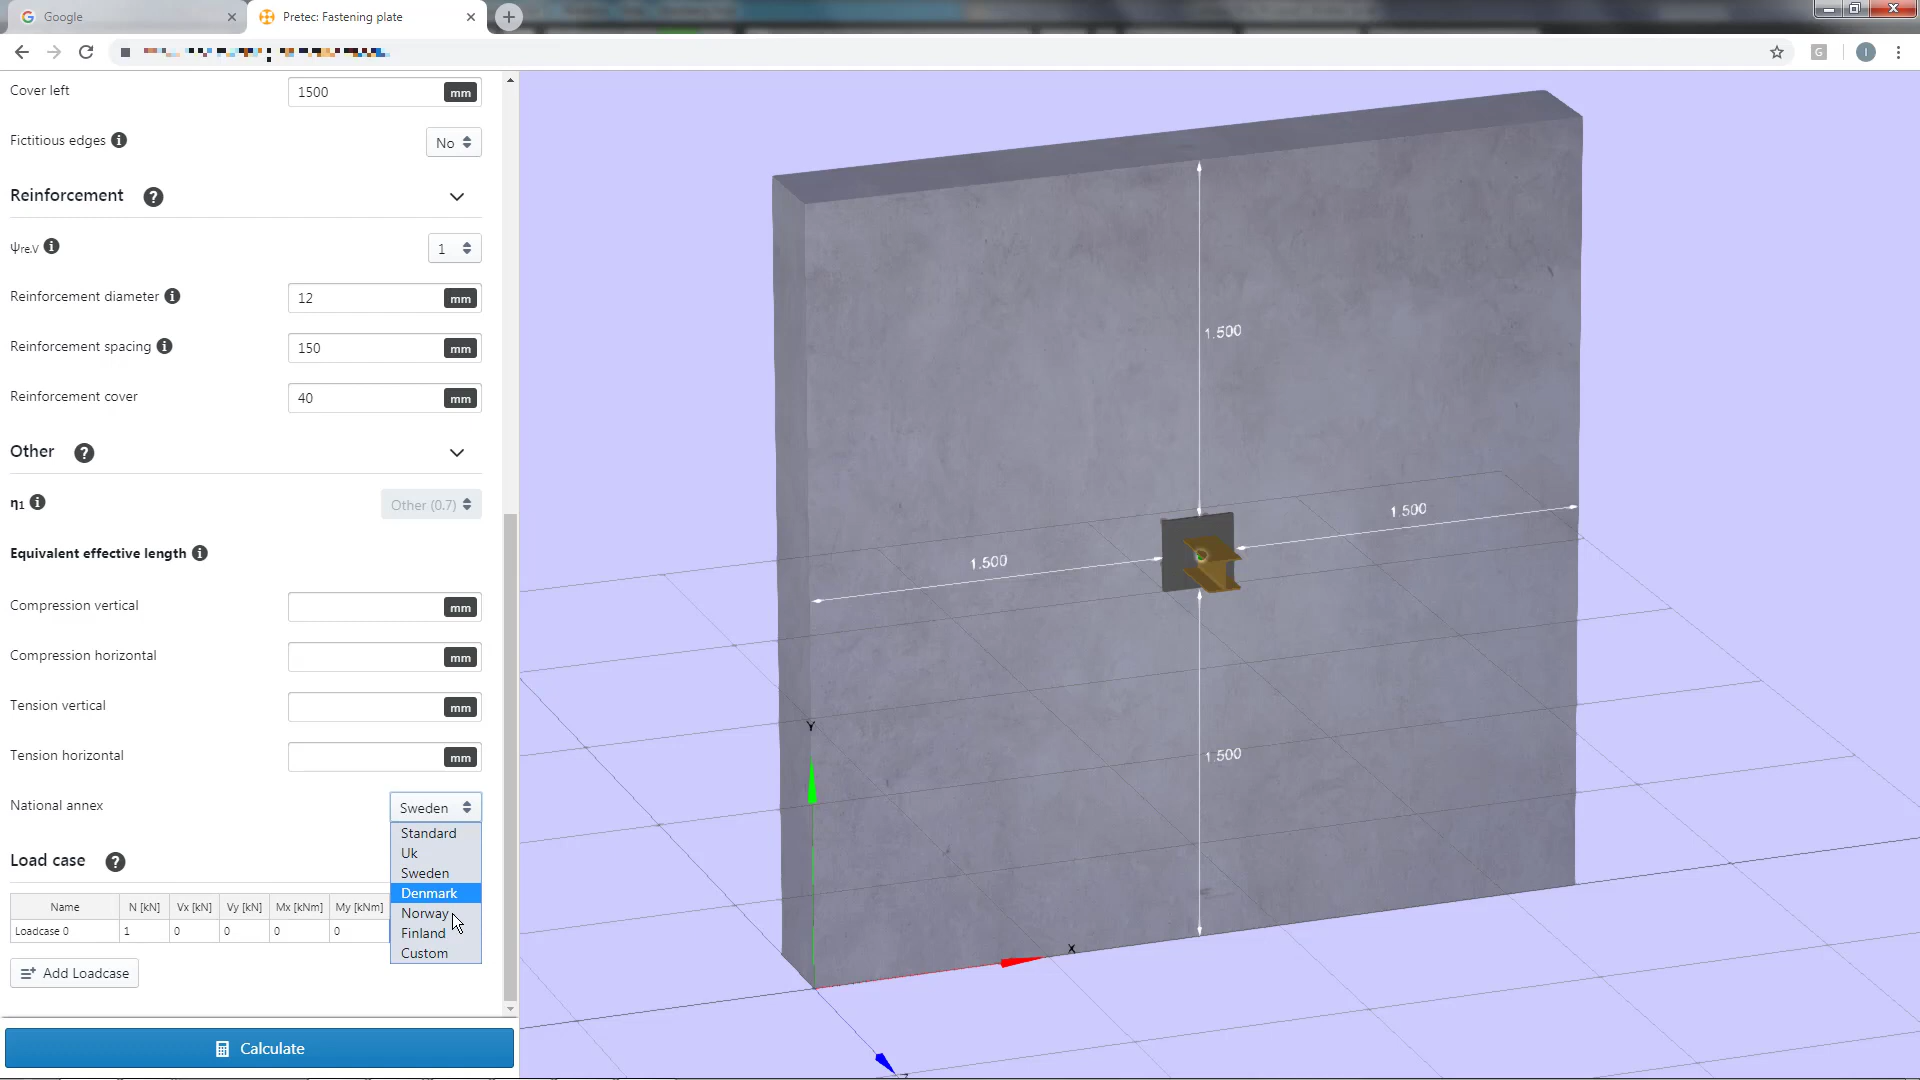 Google
Pretec: Fastening plate
G
I
Cover left 1500 mm
Fictitious edges No
Reinforcement ?
ψre.V 1
Reinforcement diameter 12 mm
Reinforcement spacing 150 mm
Reinforcement cover 40 mm
Other ?
η1 Other (0.7)
Equivalent effective length
Compression vertical mm
Compression horizontal mm
Tension vertical mm
Tension horizontal mm
National annex Sweden
Standard
Uk
Sweden
Denmark
Norway
Finland
Custom
Load case ?
Name N [kN] Vx [kN] Vy [kN] Mx [kNm] My [kNm]
Loadcase 0 1 0 0 0 0
Add Loadcase
Calculate
1.500
1.500
1.500
1.500
Y
X